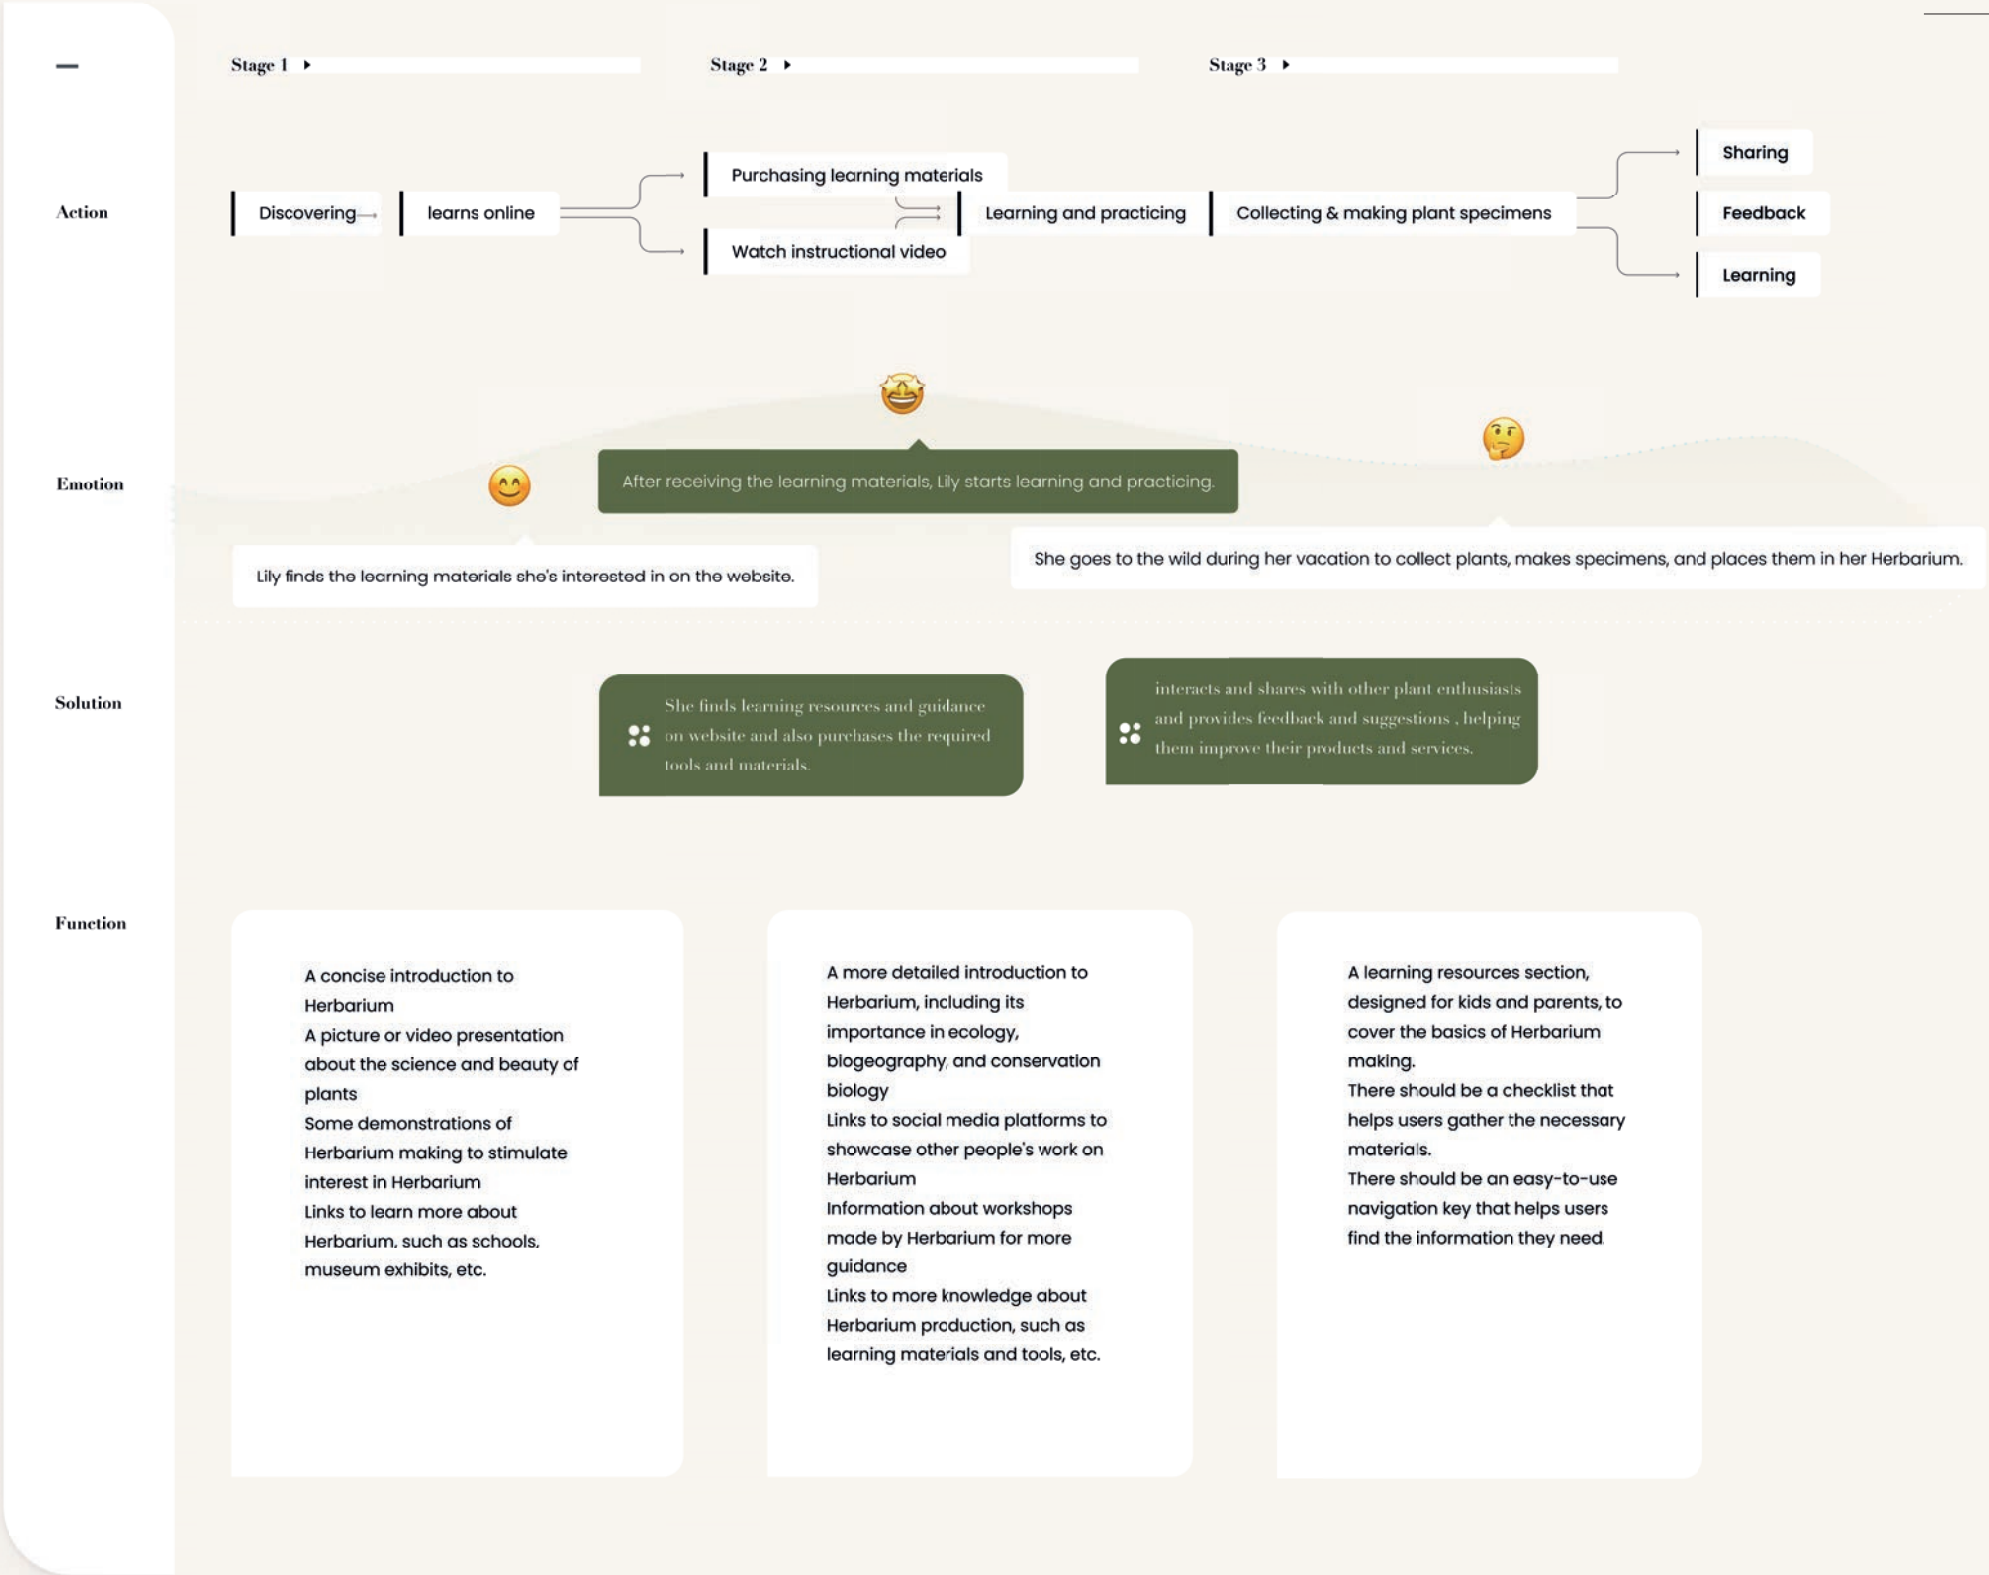 Stage 1
Stage 2
Stage 3
Action
Discovering
learns online
Purchasing learning materials
Watch instructional video
Learning and practicing
Collecting & making plant specimens
Sharing
Feedback
Learning
Emotion
After receiving the learning materials, Lily starts learning and practicing.
Lily finds the learning materials she's interested in on the website.
She goes to the wild during her vacation to collect plants, makes specimens, and places them in her Herbarium.
Solution
She finds learning resources and guidance
on website and also purchases the required
tools and materials.
interacts and shares with other plant enthusiasts
and provides feedback and suggestions , helping
them improve their products and services.
Function
A concise introduction to
Herbarium
A picture or video presentation
about the science and beauty of
plants
Some demonstrations of
Herbarium making to stimulate
interest in Herbarium
Links to learn more about
Herbarium, such as schools,
museum exhibits, etc.
A more detailed introduction to
Herbarium, including its
importance in ecology,
biogeography, and conservation
biology
Links to social media platforms to
showcase other people's work on
Herbarium
Information about workshops
made by Herbarium for more
guidance
Links to more knowledge about
Herbarium production, such as
learning materials and tools, etc.
A learning resources section,
designed for kids and parents, to
cover the basics of Herbarium
making.
There should be a checklist that
helps users gather the necessary
materials.
There should be an easy-to-use
navigation key that helps users
find the information they need